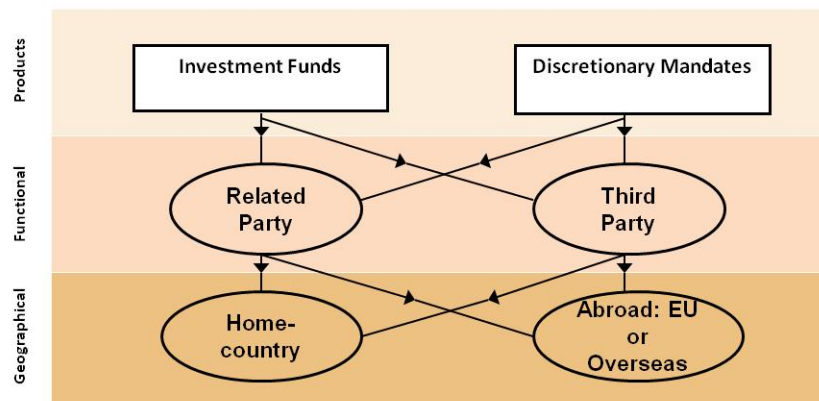 Products
Investment Funds
Discretionary Mandates
Functional
Related
Party
Third
Party
Geographical
Home-
country
Abroad: EU
or
Overseas